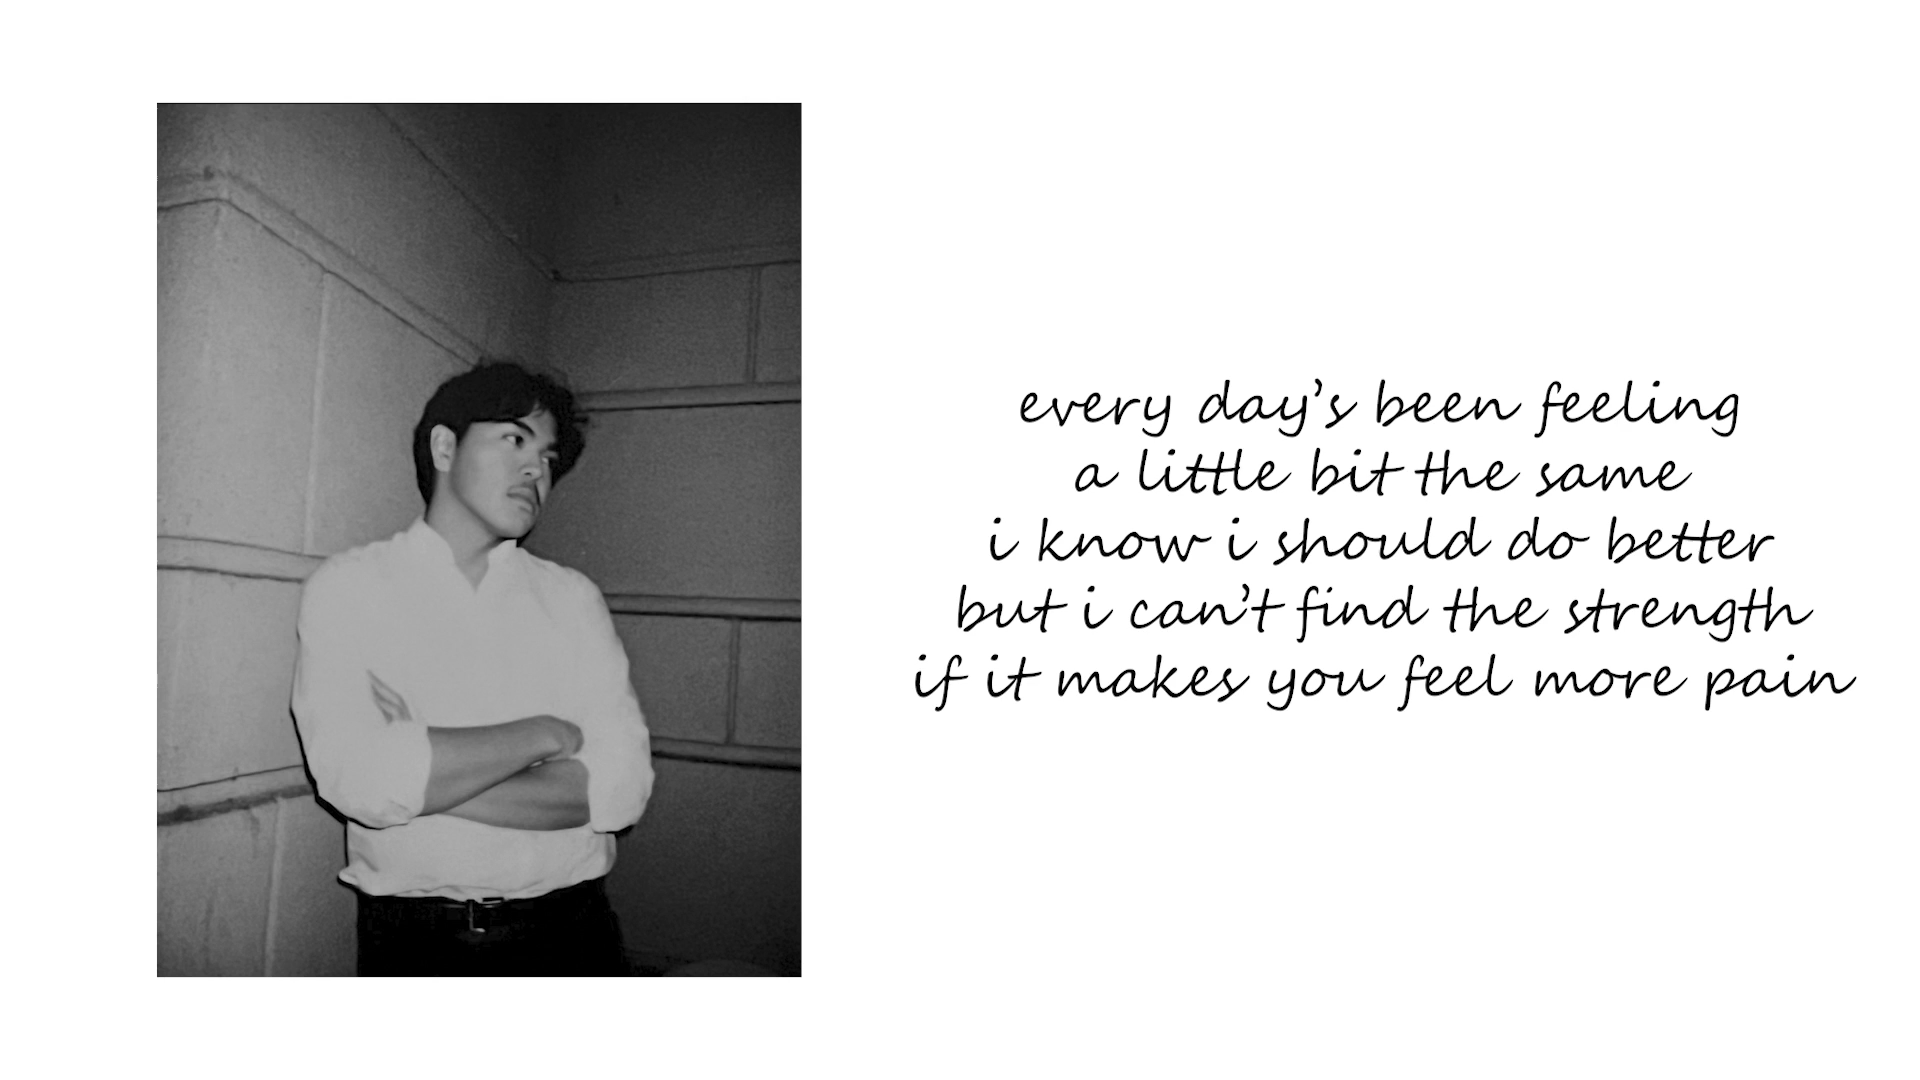 every day’s been feeling
a little bit the same
i know i should do better
but i can’t find the strength
if it makes you feel more pain